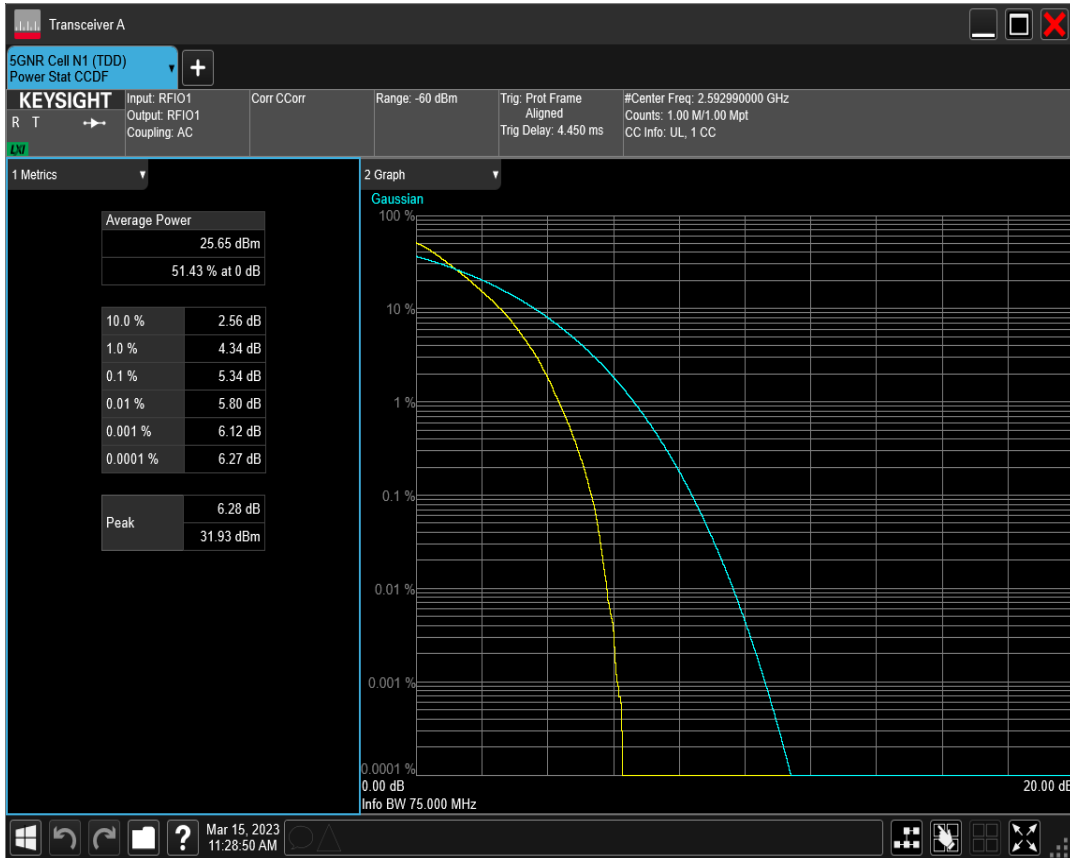 Transceiver A
5GNR Cell N1 (TDD)
Power Stat CCDF
+
KEYSIGHT
R T
LXI
Input: RFIO1
Output: RFIO1
Coupling: AC
Corr CCorr
Range: -60 dBm
Trig: Prot Frame
Aligned
Trig Delay: 4.450 ms
#Center Freq: 2.592990000 GHz
Counts: 1.00 M/1.00 Mpt
CC Info: UL, 1 CC
1 Metrics
Average Power
25.65 dBm
51.43 % at 0 dB
10.0 % 2.56 dB
1.0 % 4.34 dB
0.1 % 5.34 dB
0.01 % 5.80 dB
0.001 % 6.12 dB
0.0001 % 6.27 dB
Peak
6.28 dB
31.93 dBm
2 Graph
Gaussian
100 %
10 %
1 %
0.1 %
0.01 %
0.001 %
0.0001 %
0.00 dB 20.00 dB
Info BW 75.000 MHz
?
Mar 15, 2023
11:28:50 AM